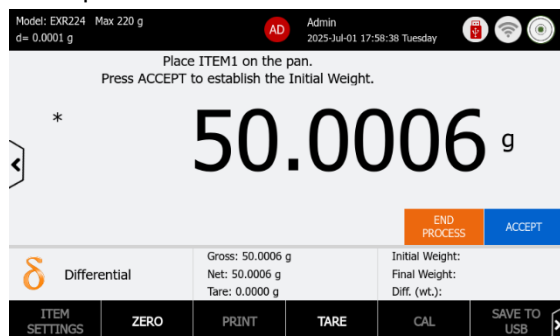 Model: EXR224 Max 220 g
d= 0.0001 g
AD
Admin
2025-Jul-01 17:58:38 Tuesday
Place ITEM1 on the pan.
Press ACCEPT to establish the Initial Weight.
*
50.0006 g
END
PROCESS
ACCEPT
δ Differential
Gross: 50.0006 g
Net: 50.0006 g
Tare: 0.0000 g
Initial Weight:
Final Weight:
Diff. (wt.):
ITEM
SETTINGS
ZERO
PRINT
TARE
CAL
SAVE TO
USB